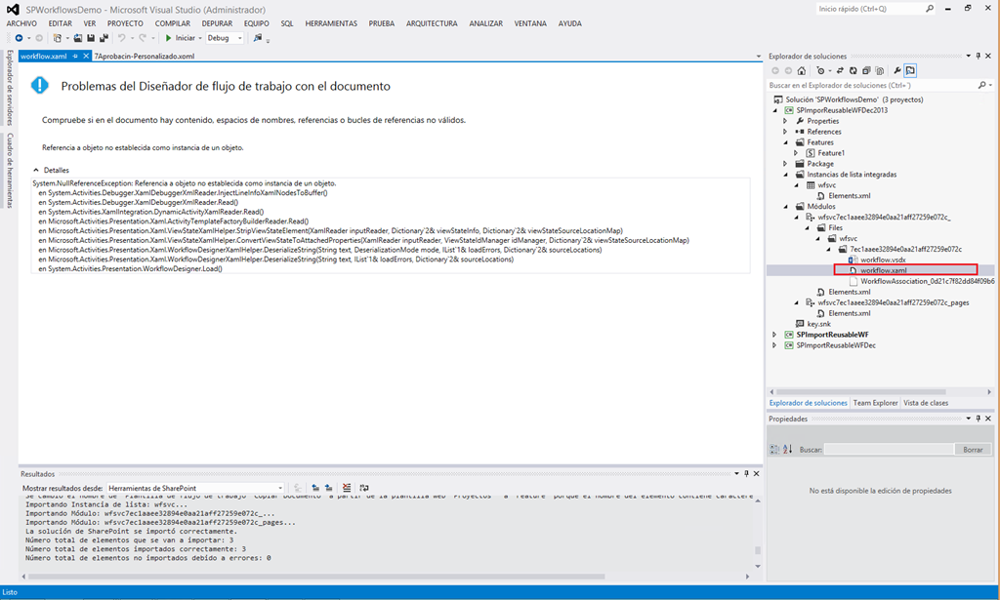 SPWorkflowsDemo - Microsoft Visual Studio (Administrador)
Inicio rápido (Ctrl+Q)
ARCHIVO EDITAR VER PROYECTO COMPILAR DEPURAR EQUIPO SQL HERRAMIENTAS PRUEBA ARQUITECTURA ANALIZAR VENTANA AYUDA
Iniciar Debug
Explorador de servidores
Cuadro de herramientas
workflow.xaml 7Aprobacin-Personalizado.xoml
Problemas del Diseñador de flujo de trabajo con el documento
Compruebe si en el documento hay contenido, espacios de nombres, referencias o bucles de referencias no válidos.
Referencia a objeto no establecida como instancia de un objeto.
Detalles
System.NullReferenceException: Referencia a objeto no establecida como instancia de un objeto.
en System.Activities.Debugger.XamlDebuggerXmlReader.InjectLineInfoXamlNodesToBuffer()
en System.Activities.Debugger.XamlDebuggerXmlReader.Read()
en System.Activities.XamlIntegration.DynamicActivityXamlReader.Read()
en Microsoft.Activities.Presentation.Xaml.ActivityTemplateFactoryBuilderReader.Read()
en Microsoft.Activities.Presentation.Xaml.ViewStateXamlHelper.StripViewStateElement(XamlReader inputReader, Dictionary`2& viewStateInfo, Dictionary`2& viewStateSourceLocationMap)
en Microsoft.Activities.Presentation.Xaml.ViewStateXamlHelper.ConvertViewStateToAttachedProperties(XamlReader inputReader, ViewStateIdManager idManager, Dictionary`2& viewStateSourceLocationMap)
en Microsoft.Activities.Presentation.Xaml.WorkflowDesignerXamlHelper.DeserializeString(String text, DeserializationMode mode, IList`1& loadErrors, Dictionary`2& sourceLocations)
en Microsoft.Activities.Presentation.Xaml.WorkflowDesignerXamlHelper.DeserializeString(String text, IList`1& loadErrors, Dictionary`2& sourceLocations)
en System.Activities.Presentation.WorkflowDesigner.Load()
Explorador de soluciones
Buscar en el Explorador de soluciones (Ctrl+´)
Solución 'SPWorkflowsDemo' (3 proyectos)
SPImporReusableWFDec2013
Properties
References
Features
Feature1
Package
Instancias de lista integradas
wfsvc
Elements.xml
Módulos
wfsvc7ec1aaee32894e0aa21aff27259e072c_
Files
wfsvc
7ec1aaee32894e0aa21aff27259e072c
workflow.vsdx
workflow.xaml
WorkflowAssociation_0d21c7f82dd84f09b6
Elements.xml
wfsvc7ec1aaee32894e0aa21aff27259e072c_pages
Elements.xml
key.snk
SPImportReusableWF
SPImportReusableWFDec
Explorador de soluciones Team Explorer Vista de clases
Propiedades
Buscar: Borrar
No está disponible la edición de propiedades
Resultados
Mostrar resultados desde: Herramientas de SharePoint
Se cambió el nombre de 'Plantilla de flujo de trabajo 'Copiar Documento' a partir de la plantilla web 'Proyectos'' a 'Feature' porque el nombre del elemento contiene caractere
Importando Instancia de lista: wfsvc...
Importando Módulo: wfsvc7ec1aaee32894e0aa21aff27259e072c_...
Importando Módulo: wfsvc7ec1aaee32894e0aa21aff27259e072c_pages...
La solución de SharePoint se importó correctamente.
Número total de elementos que se van a importar: 3
Número total de elementos importados correctamente: 3
Número total de elementos no importados debido a errores: 0
Listo